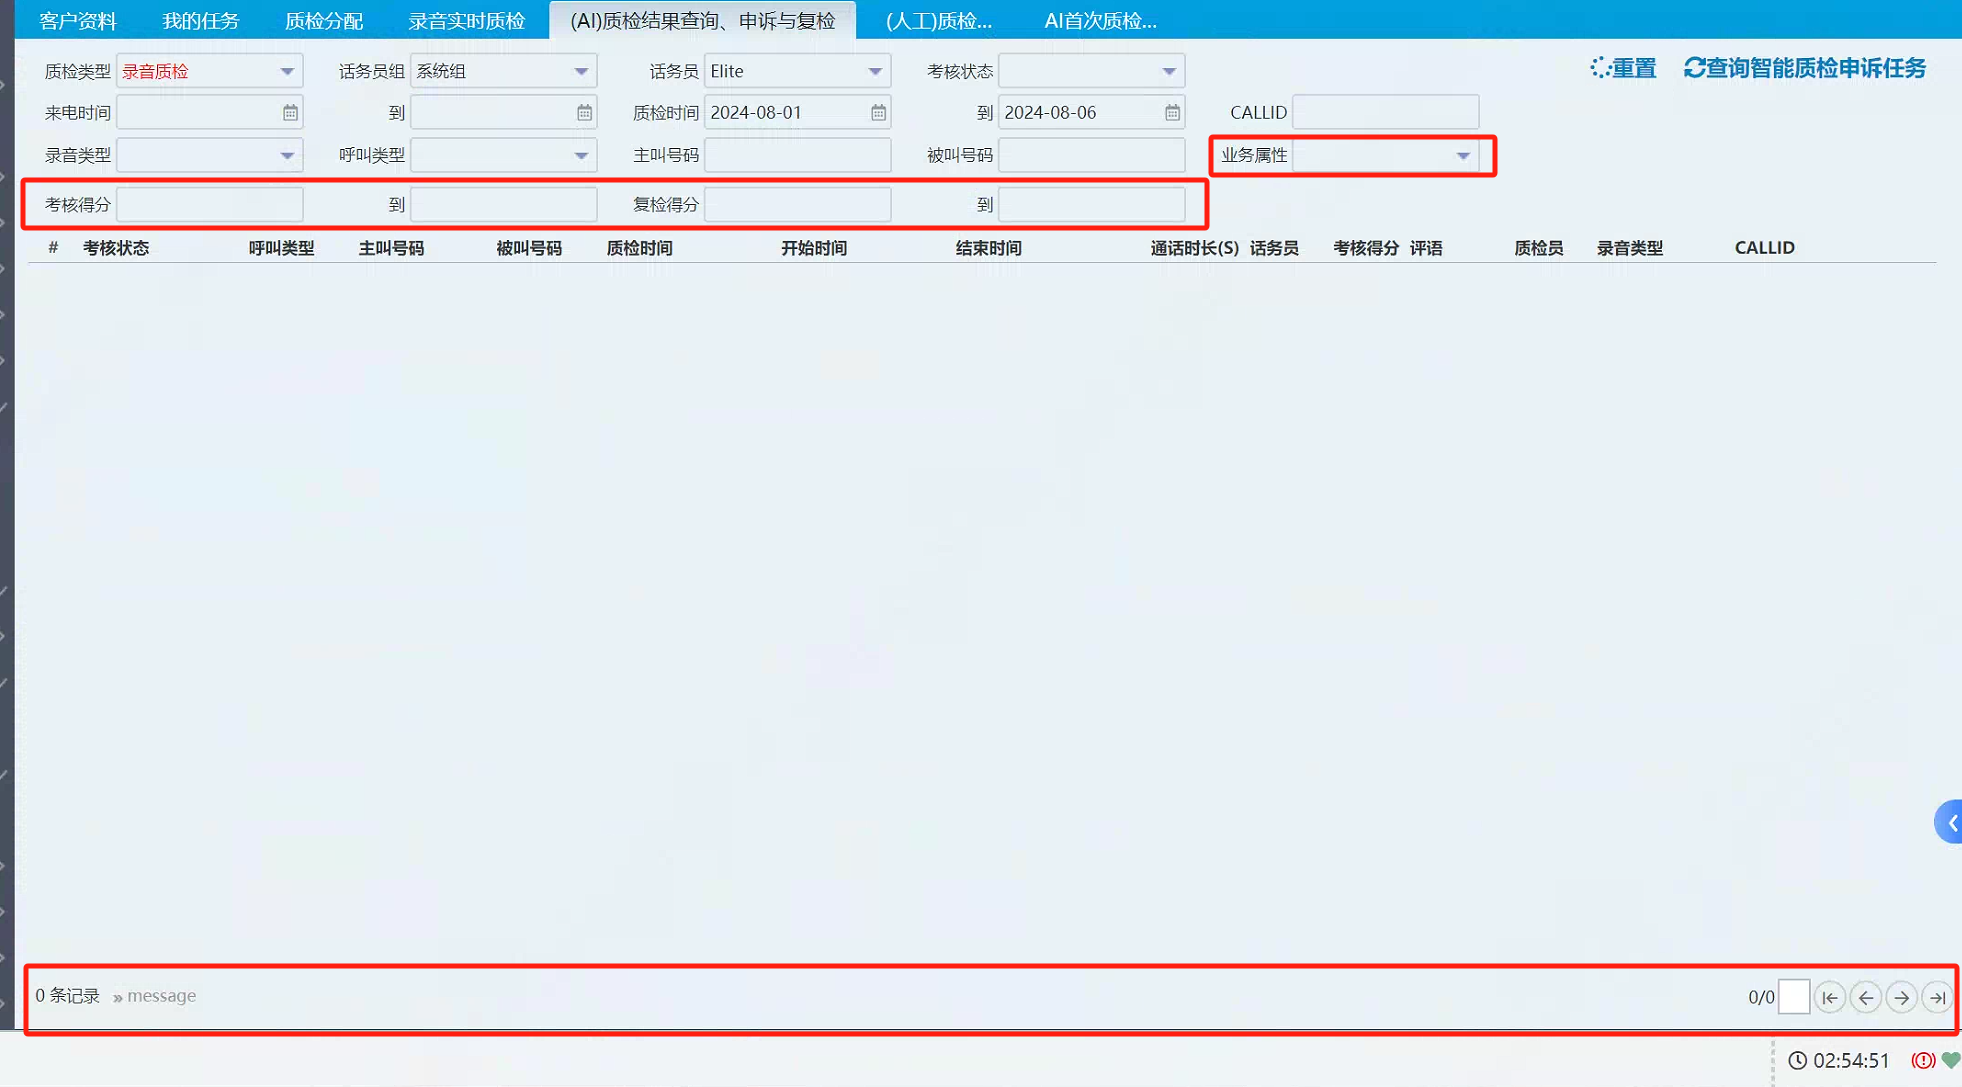 客户资料 我的任务 质检分配 录音实时质检 (AI)质检结果查询、申诉与复检 (人工)质检... AI首次质检...
质检类型 录音质检 话务员组 系统组 话务员 Elite 考核状态 重置 查询智能质检申诉任务
来电时间 到 质检时间 2024-08-01 到 2024-08-06 CALLID
录音类型 呼叫类型 主叫号码 被叫号码 业务属性
考核得分 到 复检得分 到
# 考核状态 呼叫类型 主叫号码 被叫号码 质检时间 开始时间 结束时间 通话时长(S) 话务员 考核得分 评语 质检员 录音类型 CALLID
0 条记录 » message 0/0
02:54:51